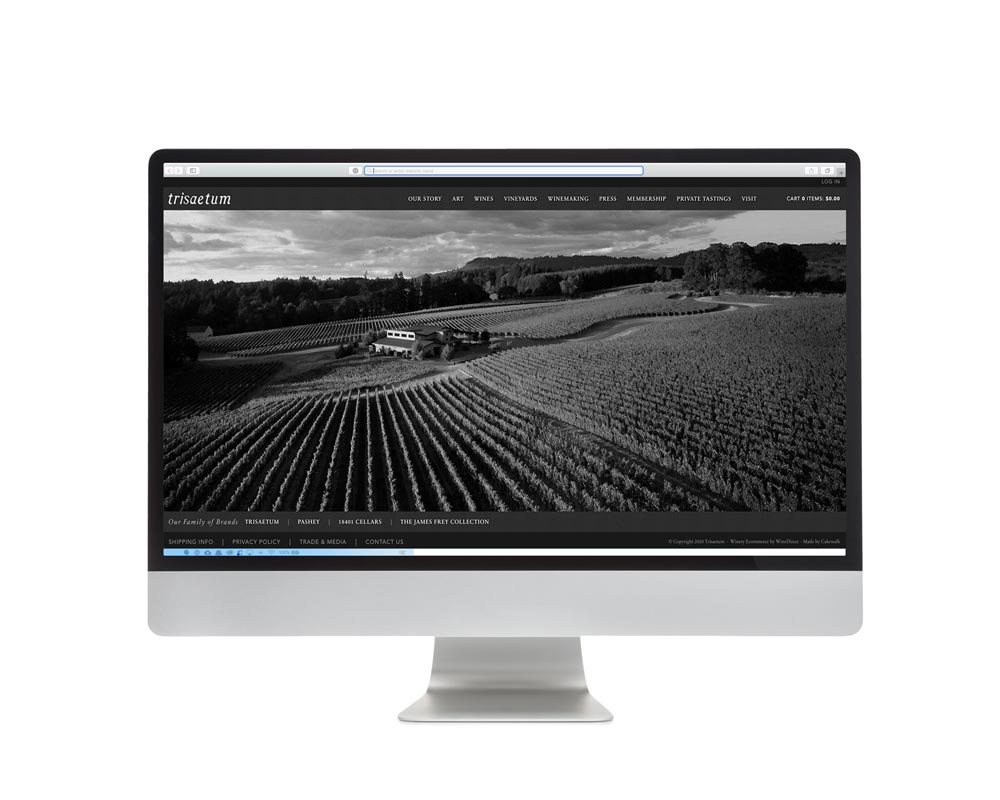 Search or enter website name
LOG IN
trisaetum
OUR STORY ART WINES VINEYARDS WINEMAKING PRESS MEMBERSHIP PRIVATE TASTINGS VISIT CART 0 ITEMS: $0.00
Our Family of Brands TRISAETUM | PASHEY | 18401 CELLARS | THE JAMES FREY COLLECTION
SHIPPING INFO | PRIVACY POLICY | TRADE & MEDIA | CONTACT US © Copyright 2020 Trisaetum · Winery Ecommerce by WineDirect · Made by Cakewalk
100%